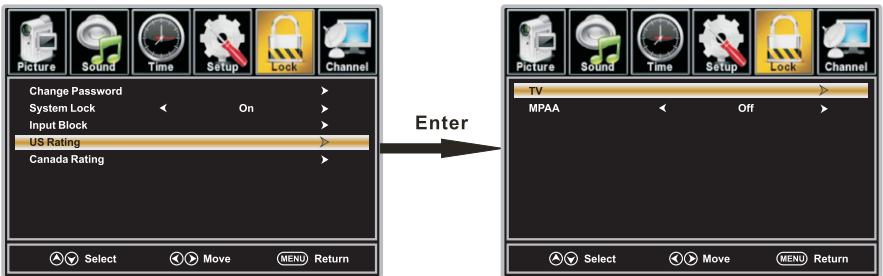 Picture Sound Time Setup Lock Channel
Change Password
System Lock On
Input Block
US Rating
Canada Rating
Select Move MENU Return
Enter
Picture Sound Time Setup Lock Channel
TV
MPAA Off
Select Move MENU Return